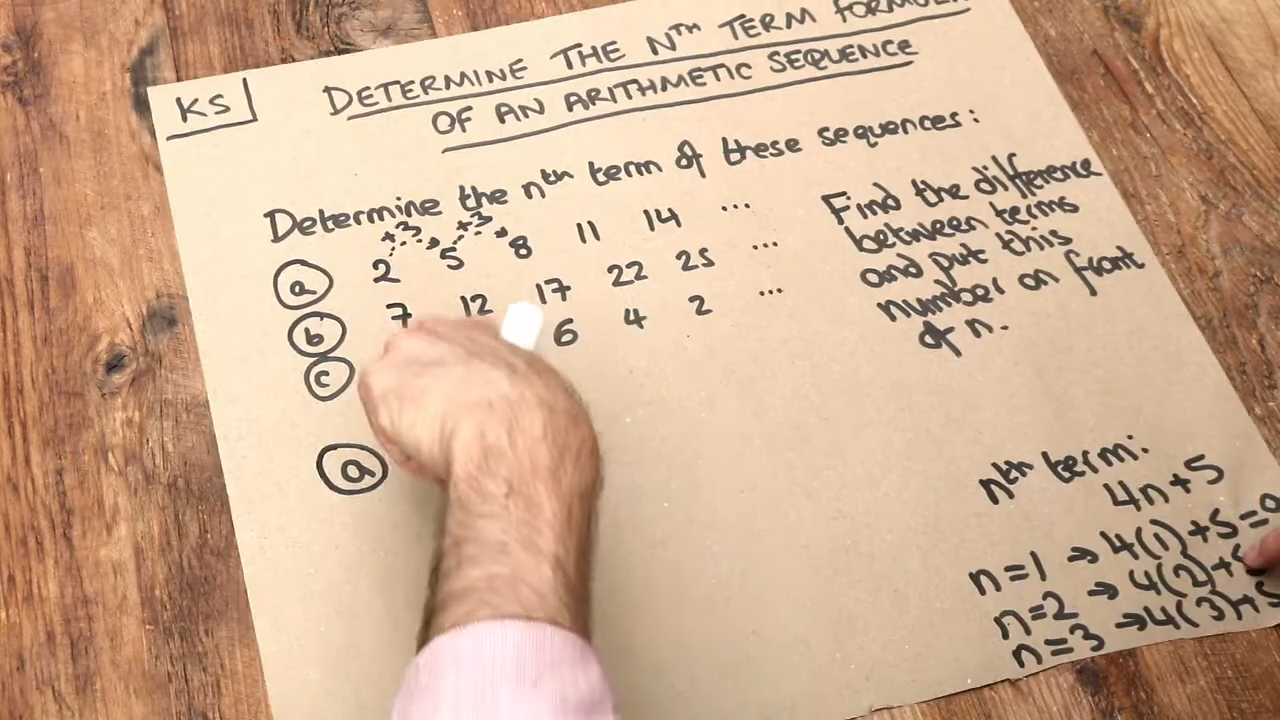 KS
DETERMINE THE NTH TERM
OF AN ARITHMETIC SEQUENCE
Determine the nth term of these sequences:
+3 +3
a 2 5 8 11 14 ...
b 7 12 17 22 25 ...
c 6 4 2 ...
Find the difference
between terms
and put this
number on front
of n.
a
nth term:
4n+5
n=1 → 4(1)+5=
n=2 → 4(2)+
n=3 → 4(3)+5